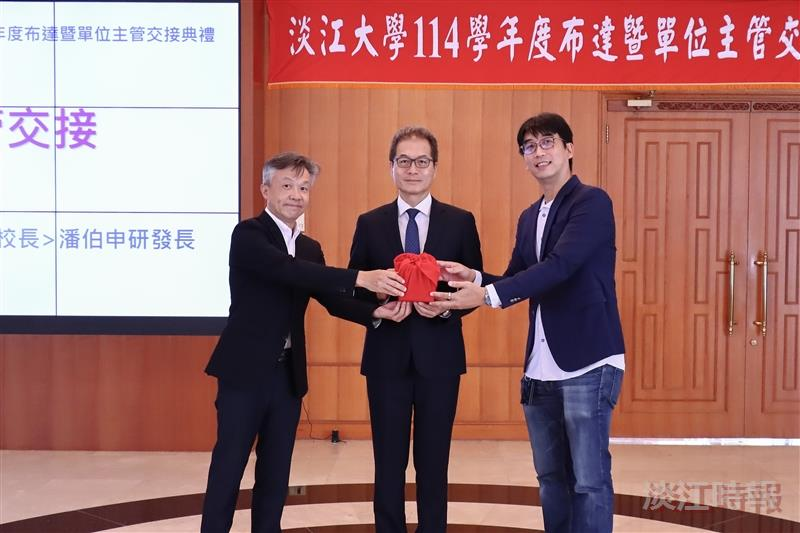 年度布達暨單位主管交接典禮
淡江大學114學年度布達暨單位主管交
交接
校長>潘伯申研發長
淡江時報